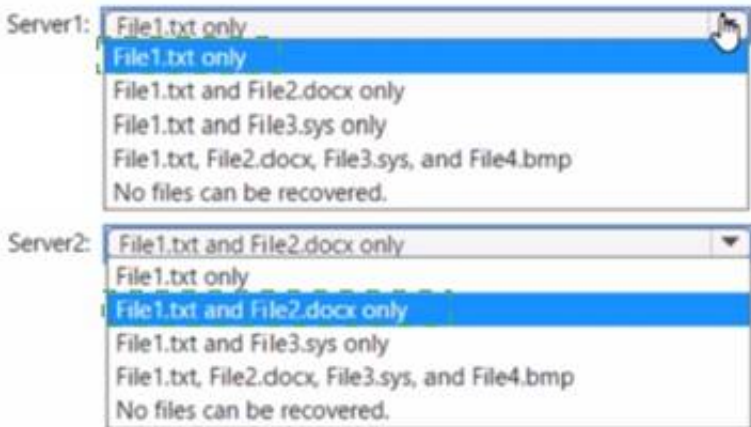 Server1: File1.txt only
File1.txt only
File1.txt and File2.docx only
File1.txt and File3.sys only
File1.txt, File2.docx, File3.sys, and File4.bmp
No files can be recovered.
Server2: File1.txt and File2.docx only
File1.txt only
File1.txt and File2.docx only
File1.txt and File3.sys only
File1.txt, File2.docx, File3.sys, and File4.bmp
No files can be recovered.